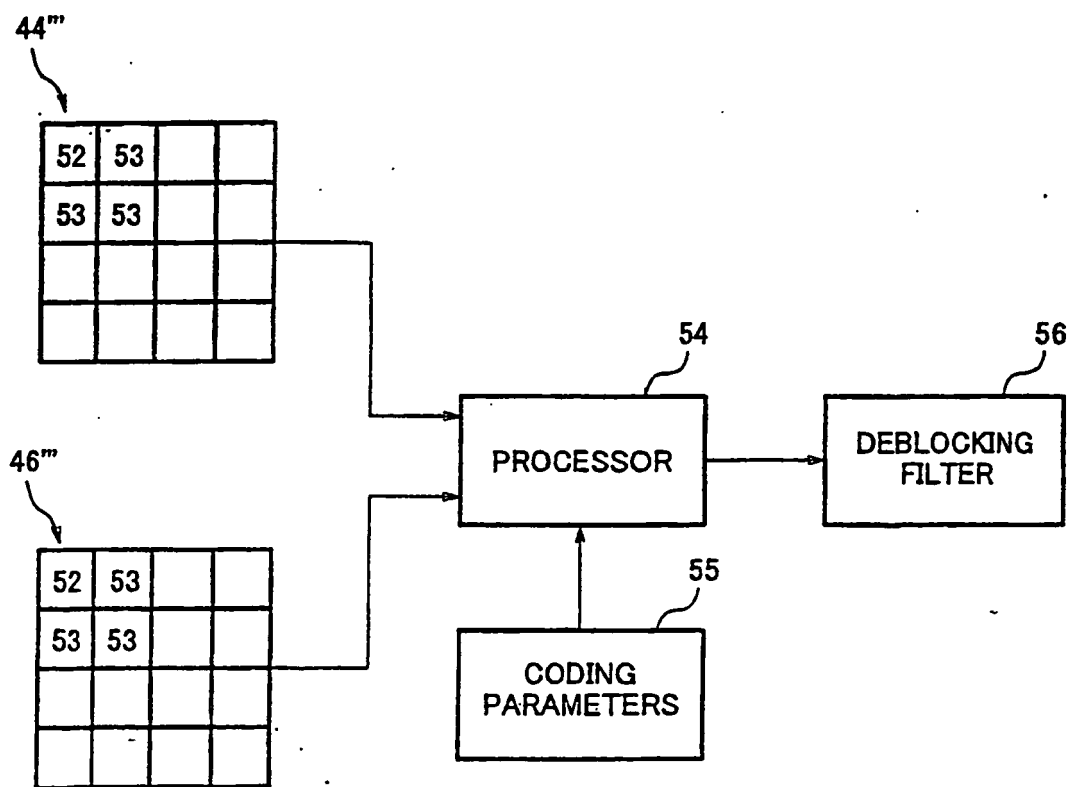 44'''
52 53
53 53
54
56
PROCESSOR
DEBLOCKING
FILTER
46'''
52 53
53 53
55
CODING
PARAMETERS